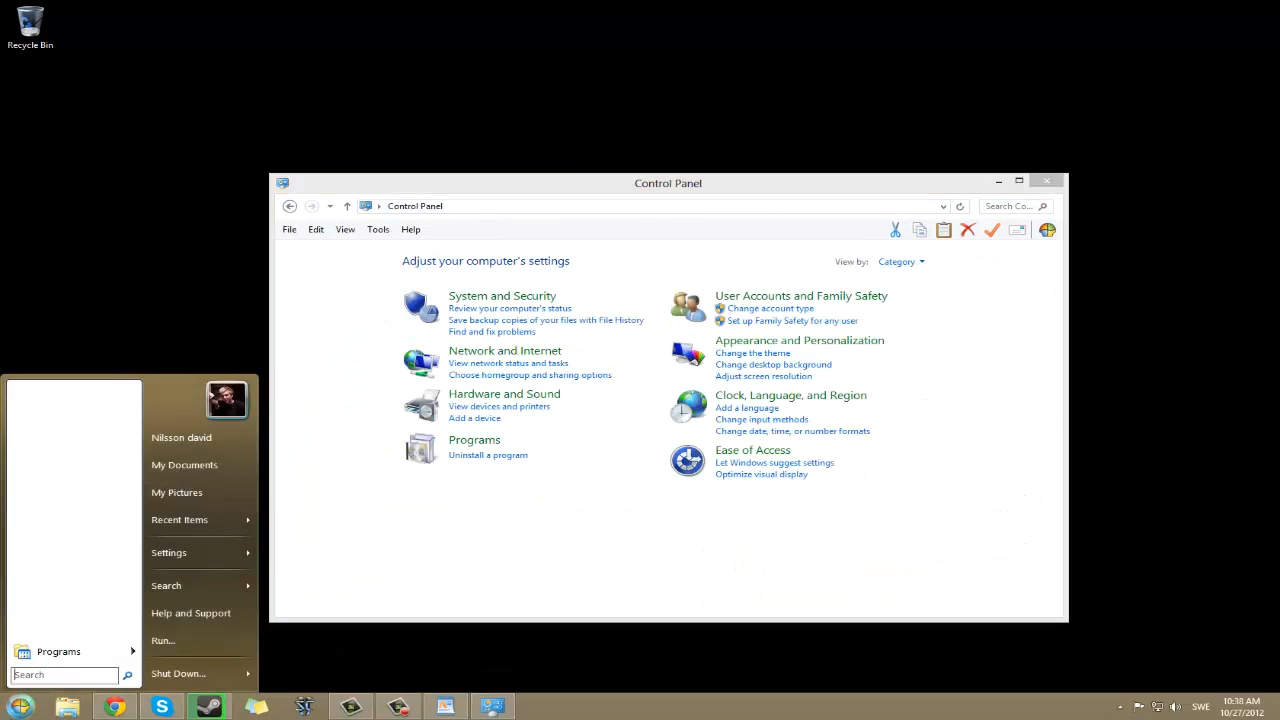 Recycle Bin
Control Panel
Control Panel
Search Co...
File Edit View Tools Help
Adjust your computer's settings
View by: Category
System and Security
Review your computer's status
Save backup copies of your files with File History
Find and fix problems
Network and Internet
View network status and tasks
Choose homegroup and sharing options
Hardware and Sound
View devices and printers
Add a device
Programs
Uninstall a program
User Accounts and Family Safety
Change account type
Set up Family Safety for any user
Appearance and Personalization
Change the theme
Change desktop background
Adjust screen resolution
Clock, Language, and Region
Add a language
Change input methods
Change date, time, or number formats
Ease of Access
Let Windows suggest settings
Optimize visual display
Nilsson david
My Documents
My Pictures
Recent Items
Settings
Search
Help and Support
Run...
Shut Down...
Programs
Search
SWE
10:38 AM
10/27/2012